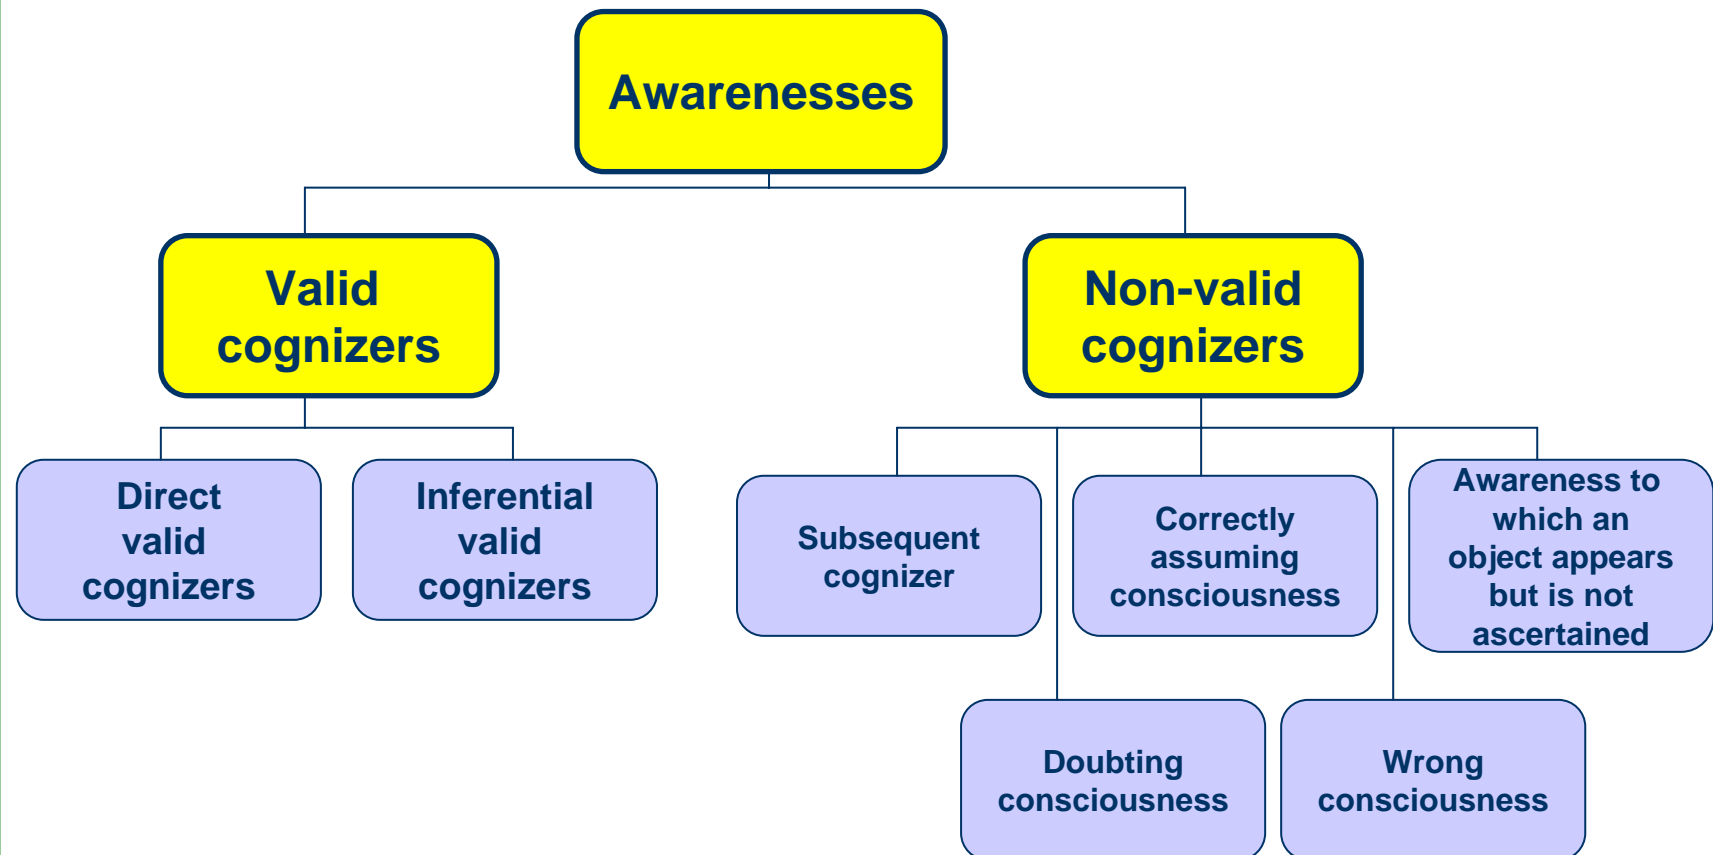 Awarenesses
Valid
cognizers
Non-valid
cognizers
Direct
valid
cognizers
Inferential
valid
cognizers
Subsequent
cognizer
Correctly
assuming
consciousness
Awareness to
which an
object appears
but is not
ascertained
Doubting
consciousness
Wrong
consciousness